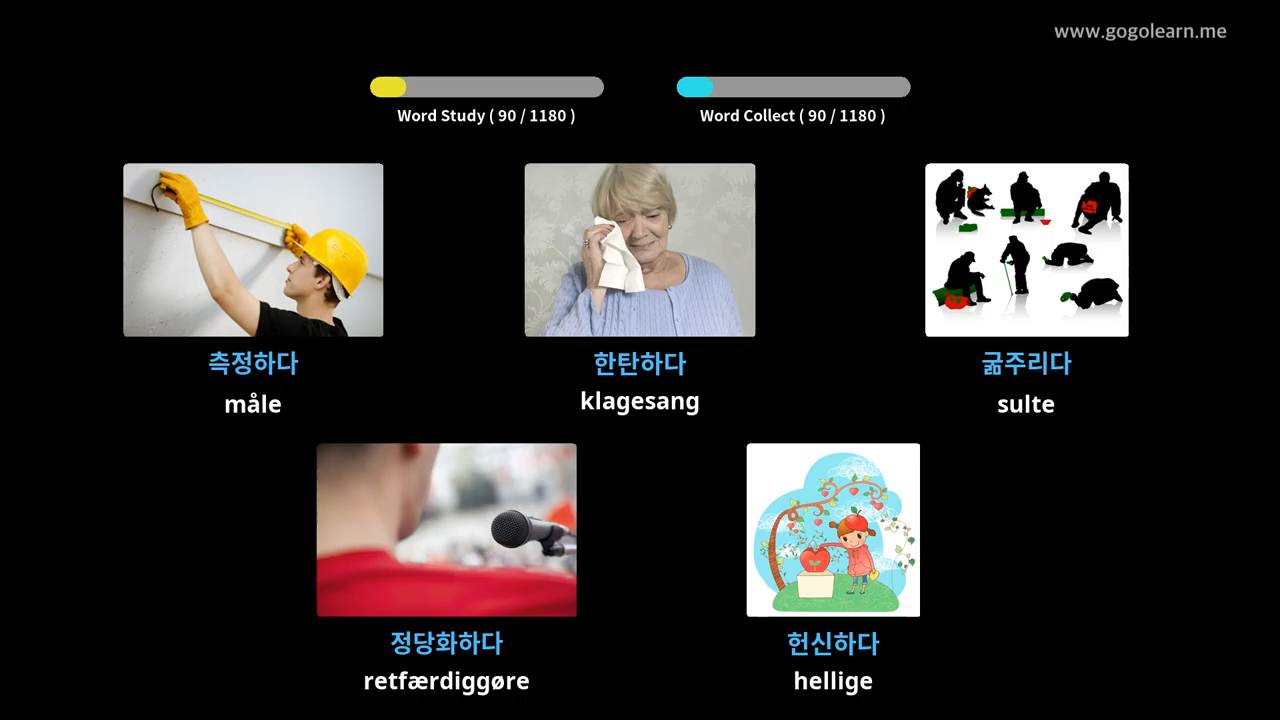 www.gogolearn.me
Word Study ( 90 / 1180 )
Word Collect ( 90 / 1180 )
측정하다
måle
한탄하다
klagesang
굶주리다
sulte
정당화하다
retfærdiggøre
헌신하다
hellige